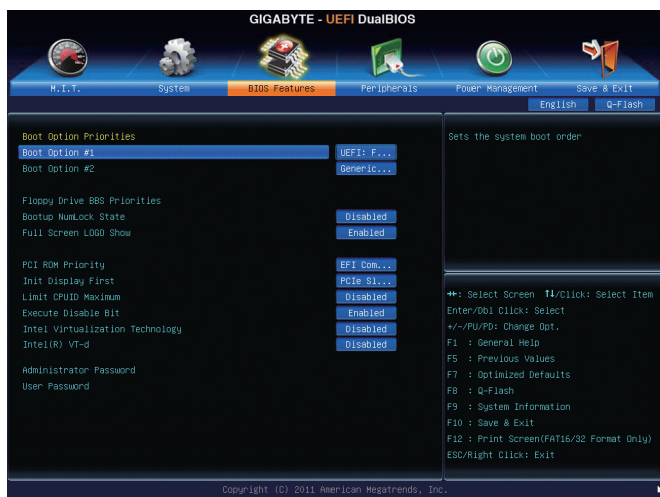 GIGABYTE - UEFI DualBIOS
M.I.T. System BIOS Features Peripherals Power Management Save & Exit
English Q-Flash
Boot Option Priorities
Boot Option #1 UEFI: F...
Boot Option #2 Generic...
Floppy Drive BBS Priorities
Bootup NumLock State Disabled
Full Screen LOGO Show Enabled
PCI ROM Priority EFI Com...
Init Display First PCIe Sl...
Limit CPUID Maximum Disabled
Execute Disable Bit Enabled
Intel Virtualization Technology Disabled
Intel(R) VT-d Disabled
Administrator Password
User Password
Sets the system boot order
↔: Select Screen ↑↓/Click: Select Item
Enter/Dbl Click: Select
+/-/PU/PD: Change Opt.
F1 : General Help
F5 : Previous Values
F7 : Optimized Defaults
F8 : Q-Flash
F9 : System Information
F10 : Save & Exit
F12 : Print Screen(FAT16/32 Format Only)
ESC/Right Click: Exit
Copyright (C) 2011 American Megatrends, Inc.